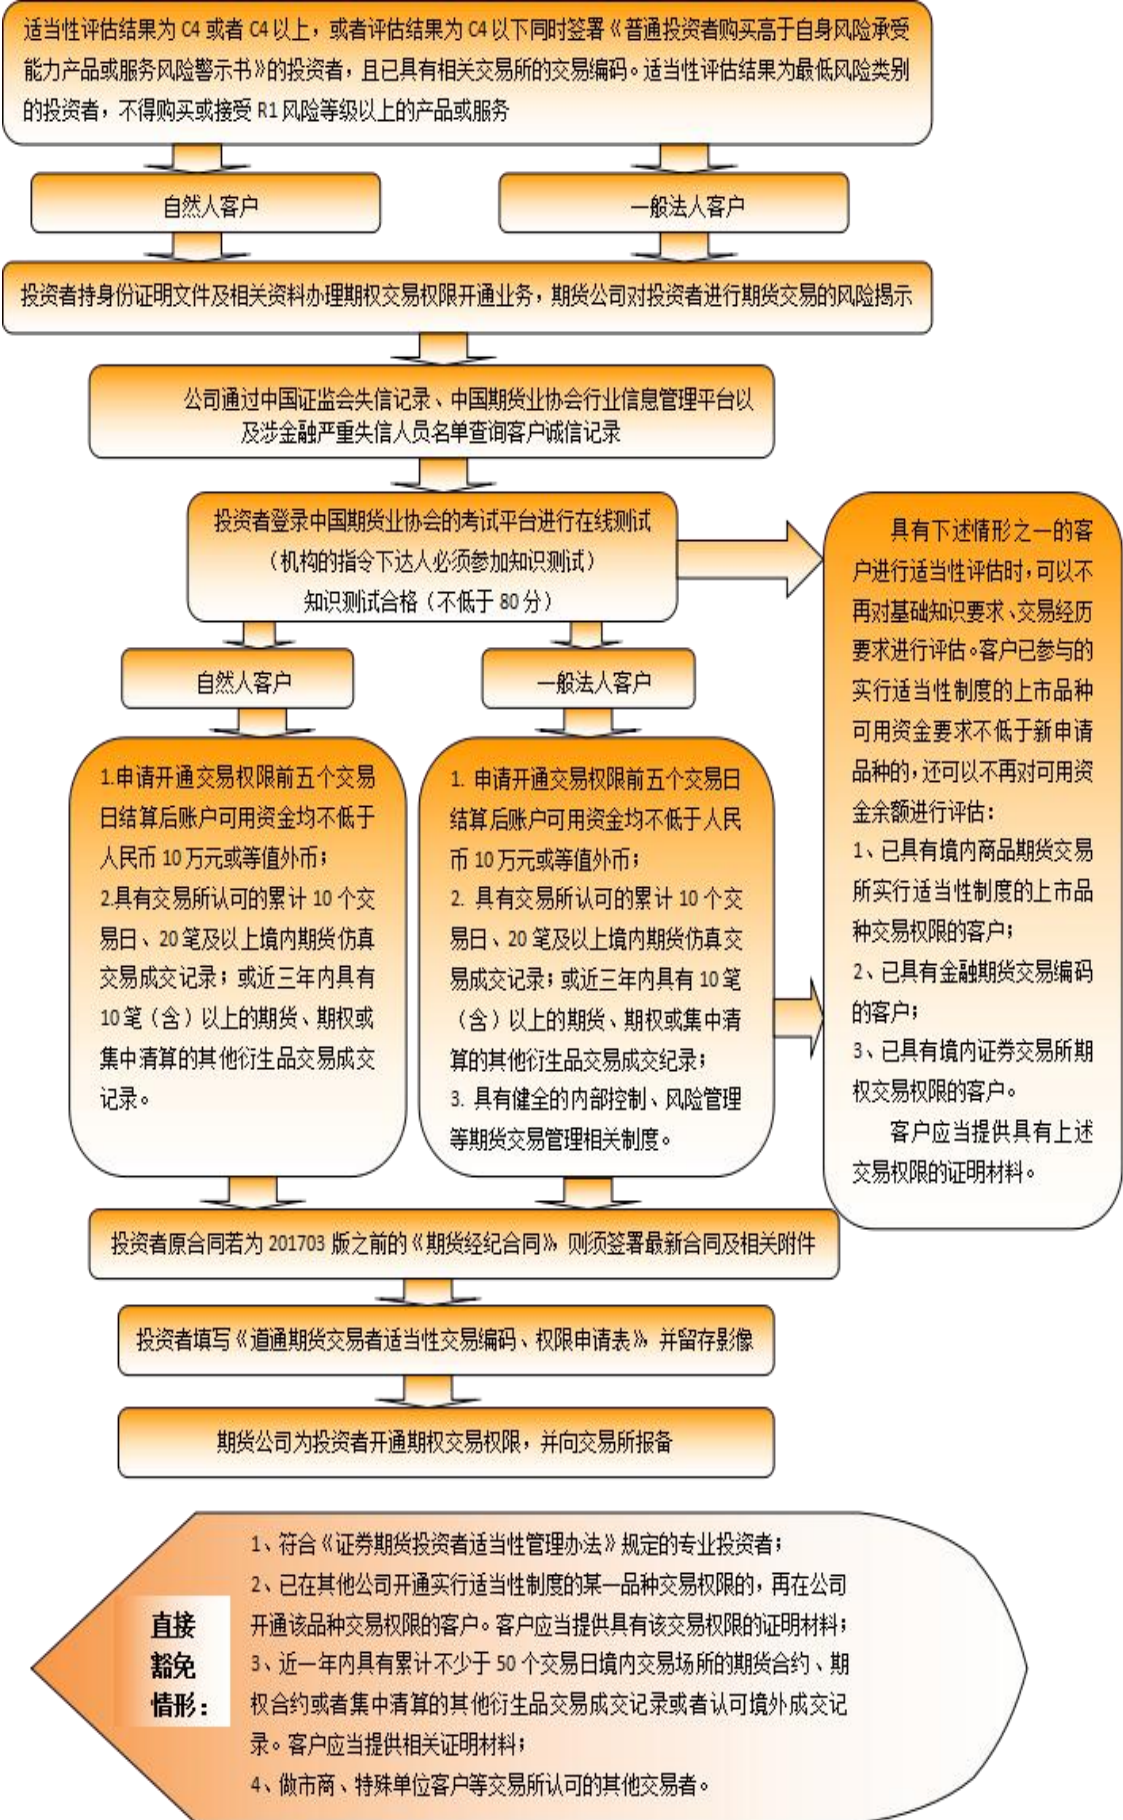 适当性评估结果为 C4 或者 C4 以上，或者评估结果为 C4 以下同时签署《普通投资者购买高于自身风险承受
能力产品或服务风险警示书》的投资者，且已具有相关交易所的交易编码。适当性评估结果为最低风险类别
的投资者，不得购买或接受 R1 风险等级以上的产品或服务
自然人客户
一般法人客户
投资者持身份证明文件及相关资料办理期权交易权限开通业务，期货公司对投资者进行期货交易的风险揭示
公司通过中国证监会失信记录、中国期货业协会行业信息管理平台以
及涉金融严重失信人员名单查询客户诚信记录
投资者登录中国期货业协会的考试平台进行在线测试
（机构的指令下达人必须参加知识测试）
知识测试合格（不低于 80 分）
自然人客户
一般法人客户
1.申请开通交易权限前五个交易
日结算后账户可用资金均不低于
人民币 10 万元或等值外币；
2.具有交易所认可的累计 10 个交
易日、20 笔及以上境内期货仿真
交易成交记录；或近三年内具有
10 笔（含）以上的期货、期权或
集中清算的其他衍生品交易成交
记录。
1. 申请开通交易权限前五个交易日
结算后账户可用资金均不低于人民
币 10 万元或等值外币；
2. 具有交易所认可的累计 10 个交
易日、20 笔及以上境内期货仿真交
易成交记录；或近三年内具有 10 笔
（含）以上的期货、期权或集中清
算的其他衍生品交易成交纪录；
3. 具有健全的内部控制、风险管理
等期货交易管理相关制度。
具有下述情形之一的客
户进行适当性评估时，可以不
再对基础知识要求、交易经历
要求进行评估。客户已参与的
实行适当性制度的上市品种
可用资金要求不低于新申请
品种的，还可以不再对可用资
金余额进行评估：
1、已具有境内商品期货交易
所实行适当性制度的上市品
种交易权限的客户；
2、已具有金融期货交易编码
的客户；
3、已具有境内证券交易所期
权交易权限的客户。
客户应当提供具有上述
交易权限的证明材料。
投资者原合同若为 201703 版之前的《期货经纪合同》，则须签署最新合同及相关附件
投资者填写《道通期货交易者适当性交易编码、权限申请表》，并留存影像
期货公司为投资者开通期权交易权限，并向交易所报备
直接
豁免
情形：
1、符合《证券期货投资者适当性管理办法》规定的专业投资者；
2、已在其他公司开通实行适当性制度的某一品种交易权限的，再在公司
开通该品种交易权限的客户。客户应当提供具有该交易权限的证明材料；
3、近一年内具有累计不少于 50 个交易日境内交易场所的期货合约、期
权合约或者集中清算的其他衍生品交易成交记录或者认可境外成交记
录。客户应当提供相关证明材料；
4、做市商、特殊单位客户等交易所认可的其他交易者。